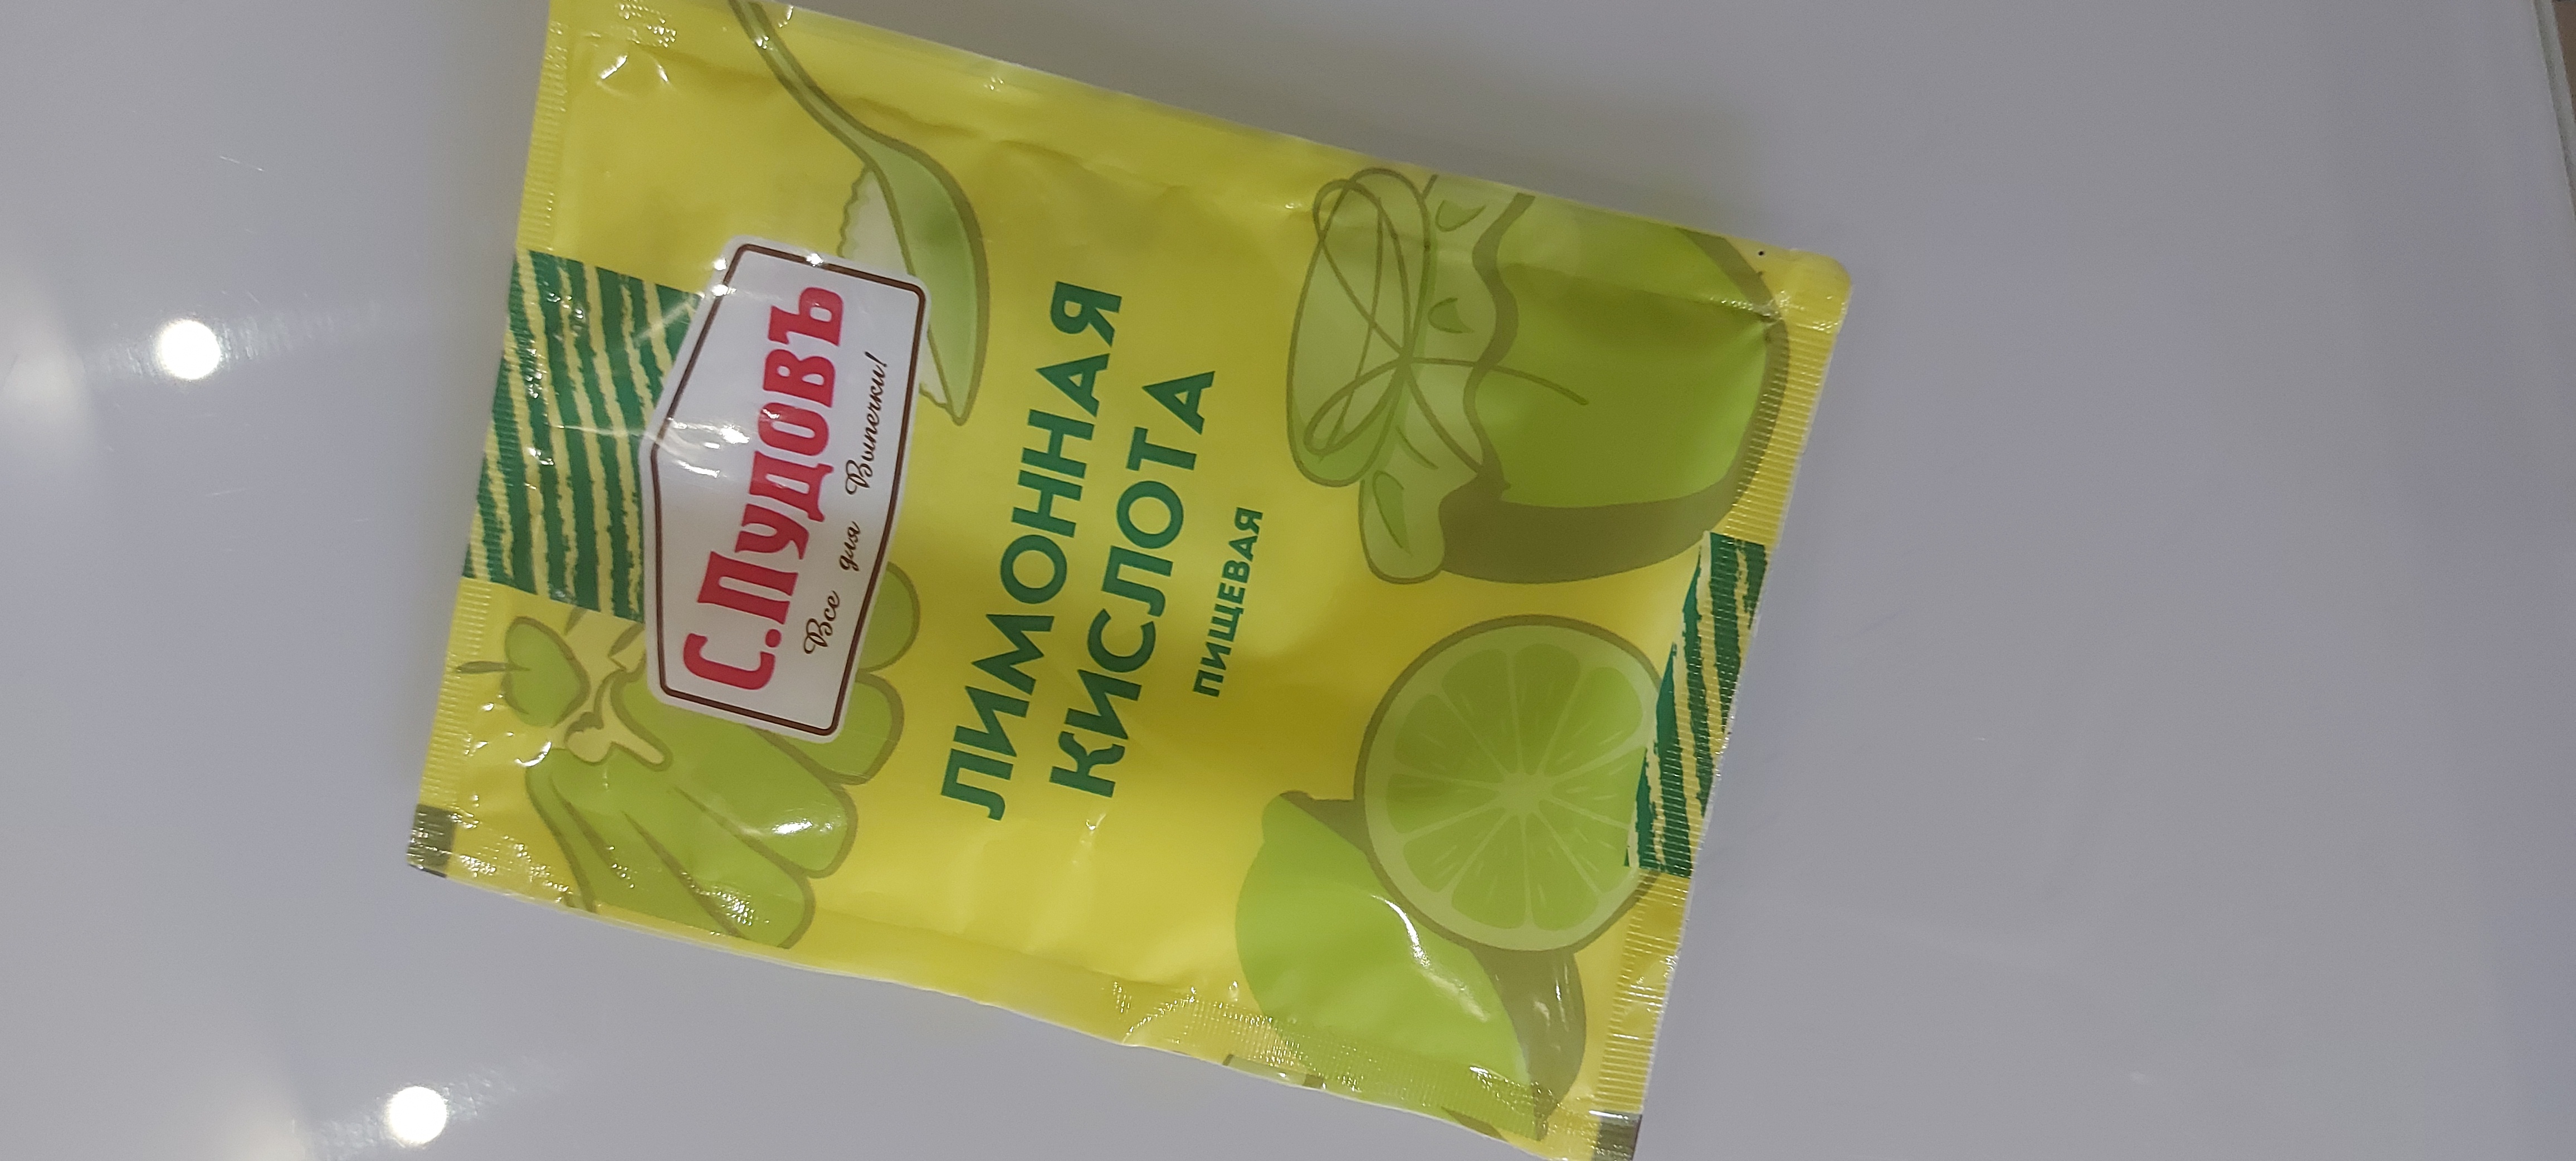 С.Пудовъ
Все для Выпечки!
ЛИМОННАЯ
КИСЛОТА
ПИЩЕВАЯ